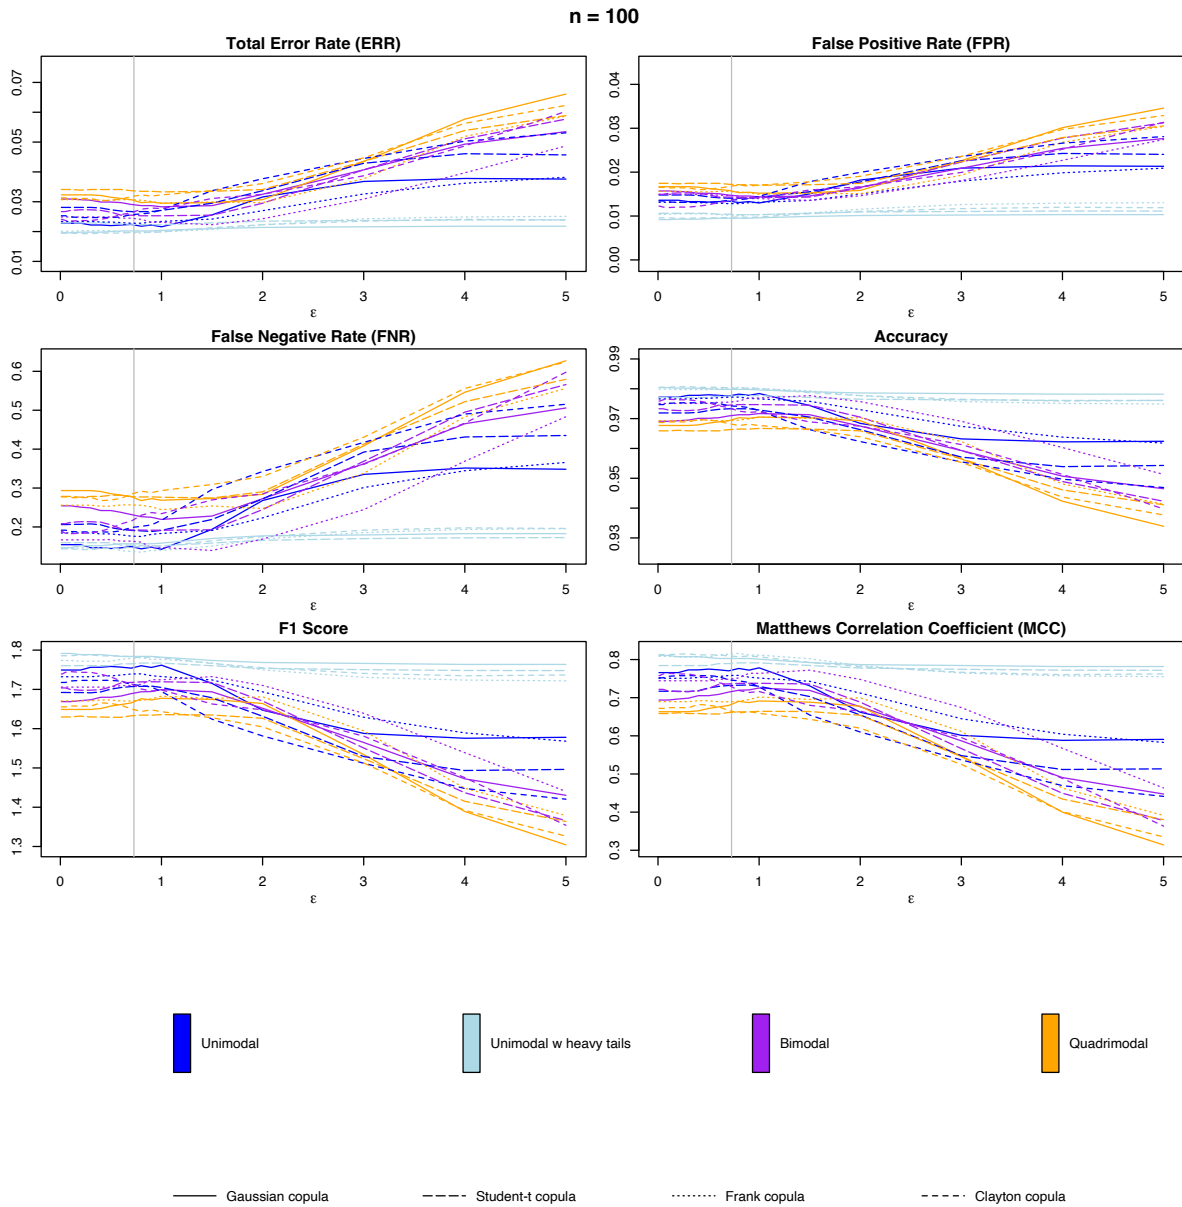 n = 100
Total Error Rate (ERR)
0.01 0.03 0.05 0.07
0 1 2 3 4 5
ε
False Positive Rate (FPR)
0.00 0.01 0.02 0.03 0.04
0 1 2 3 4 5
ε
False Negative Rate (FNR)
0.2 0.3 0.4 0.5 0.6
0 1 2 3 4 5
ε
Accuracy
0.93 0.95 0.97 0.99
0 1 2 3 4 5
ε
F1 Score
1.3 1.4 1.5 1.6 1.7 1.8
0 1 2 3 4 5
ε
Matthews Correlation Coefficient (MCC)
0.3 0.4 0.5 0.6 0.7 0.8
0 1 2 3 4 5
ε
Unimodal Unimodal w heavy tails Bimodal Quadrimodal
Gaussian copula Student-t copula Frank copula Clayton copula